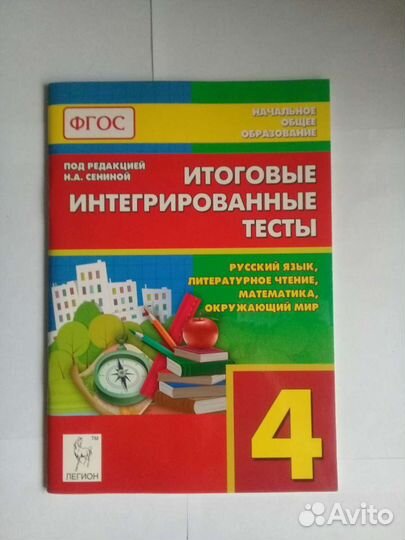 ФГОС
НАЧАЛЬНОЕ
ОБЩЕЕ
ОБРАЗОВАНИЕ
ПОД РЕДАКЦИЕЙ
Н.А. СЕНИНОЙ
ИТОГОВЫЕ
ИНТЕГРИРОВАННЫЕ
ТЕСТЫ
РУССКИЙ ЯЗЫК,
ЛИТЕРАТУРНОЕ ЧТЕНИЕ,
МАТЕМАТИКА,
ОКРУЖАЮЩИЙ МИР
4
TM
ЛЕГИОН
Avito